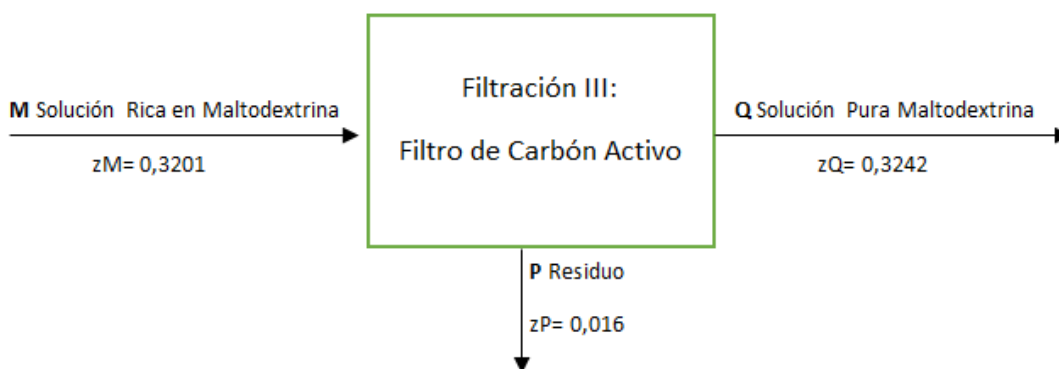 Filtración III:
Filtro de Carbón Activo
M Solución Rica en Maltodextrina
zM= 0,3201
Q Solución Pura Maltodextrina
zQ= 0,3242
P Residuo
zP= 0,016